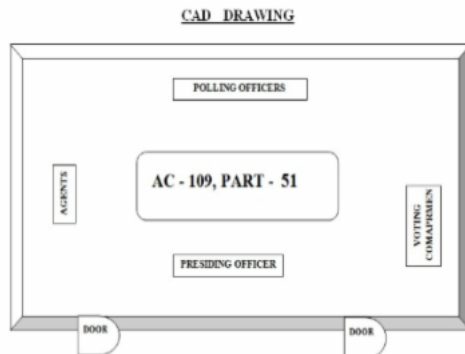 CAD DRAWING
POLLING OFFICERS
AGENTS
AC - 109, PART - 51
VOTING
COMAPRMEN
PRESIDING OFFICER
DOOR
DOOR